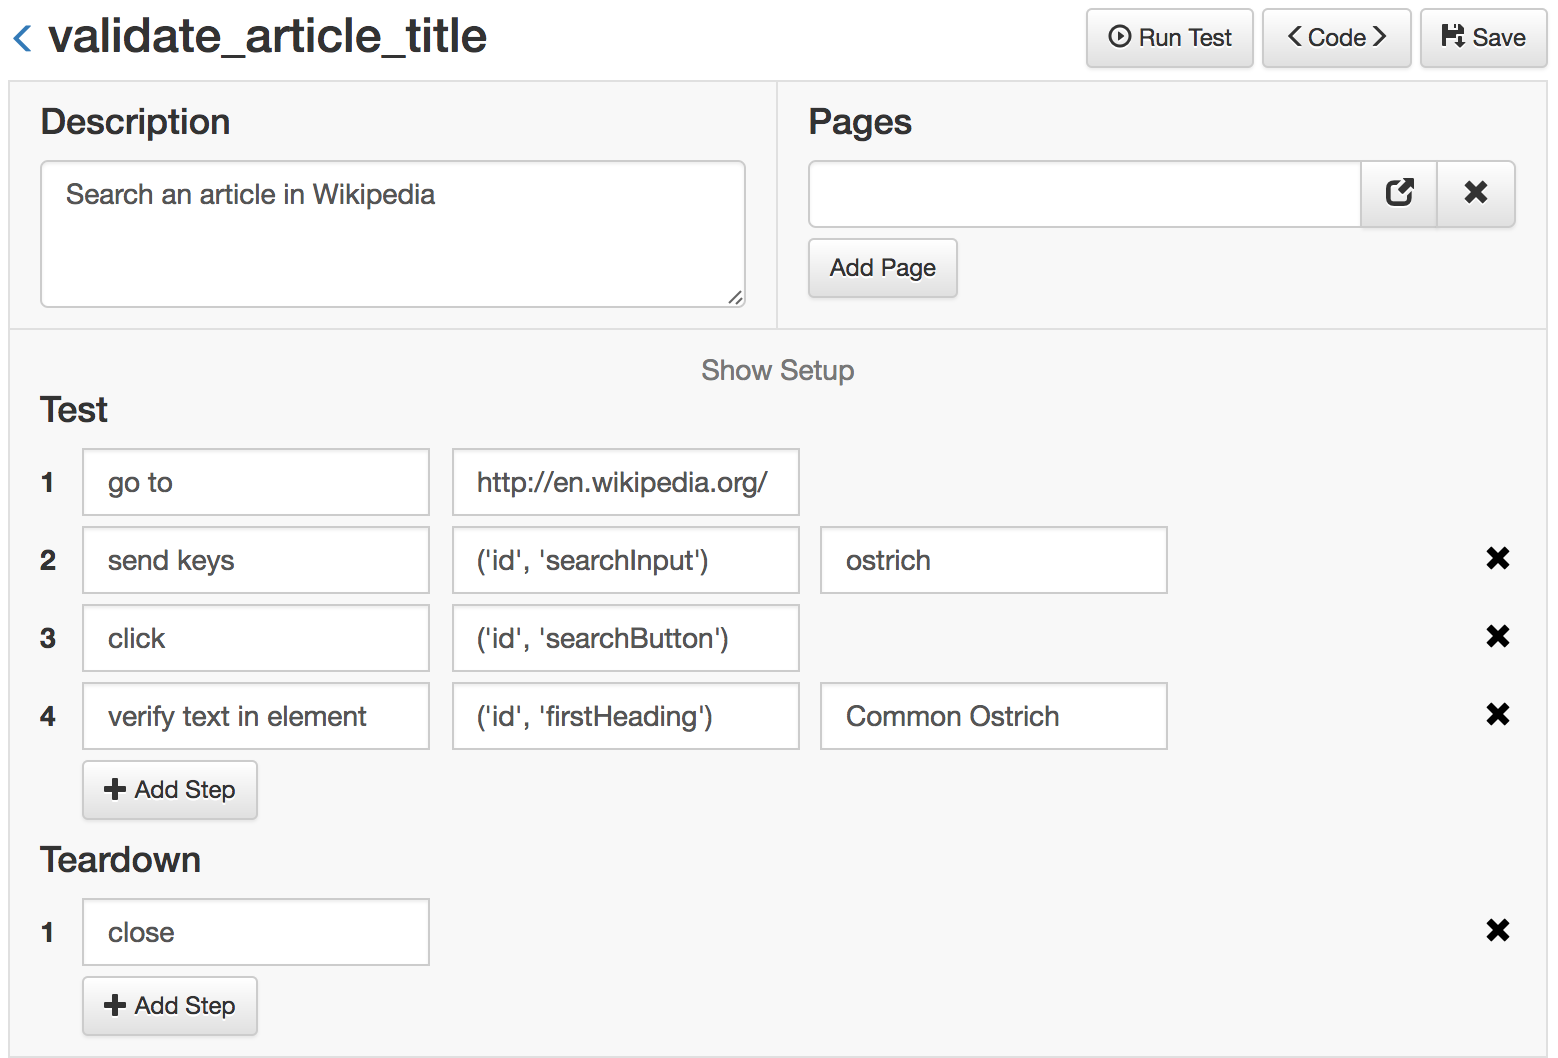 validate_article_title
Run Test
Code
Save
Description
Search an article in Wikipedia
Pages
Add Page
Show Setup
Test
1 go to http://en.wikipedia.org/
2 send keys ('id', 'searchInput') ostrich
3 click ('id', 'searchButton')
4 verify text in element ('id', 'firstHeading') Common Ostrich
Add Step
Teardown
1 close
Add Step